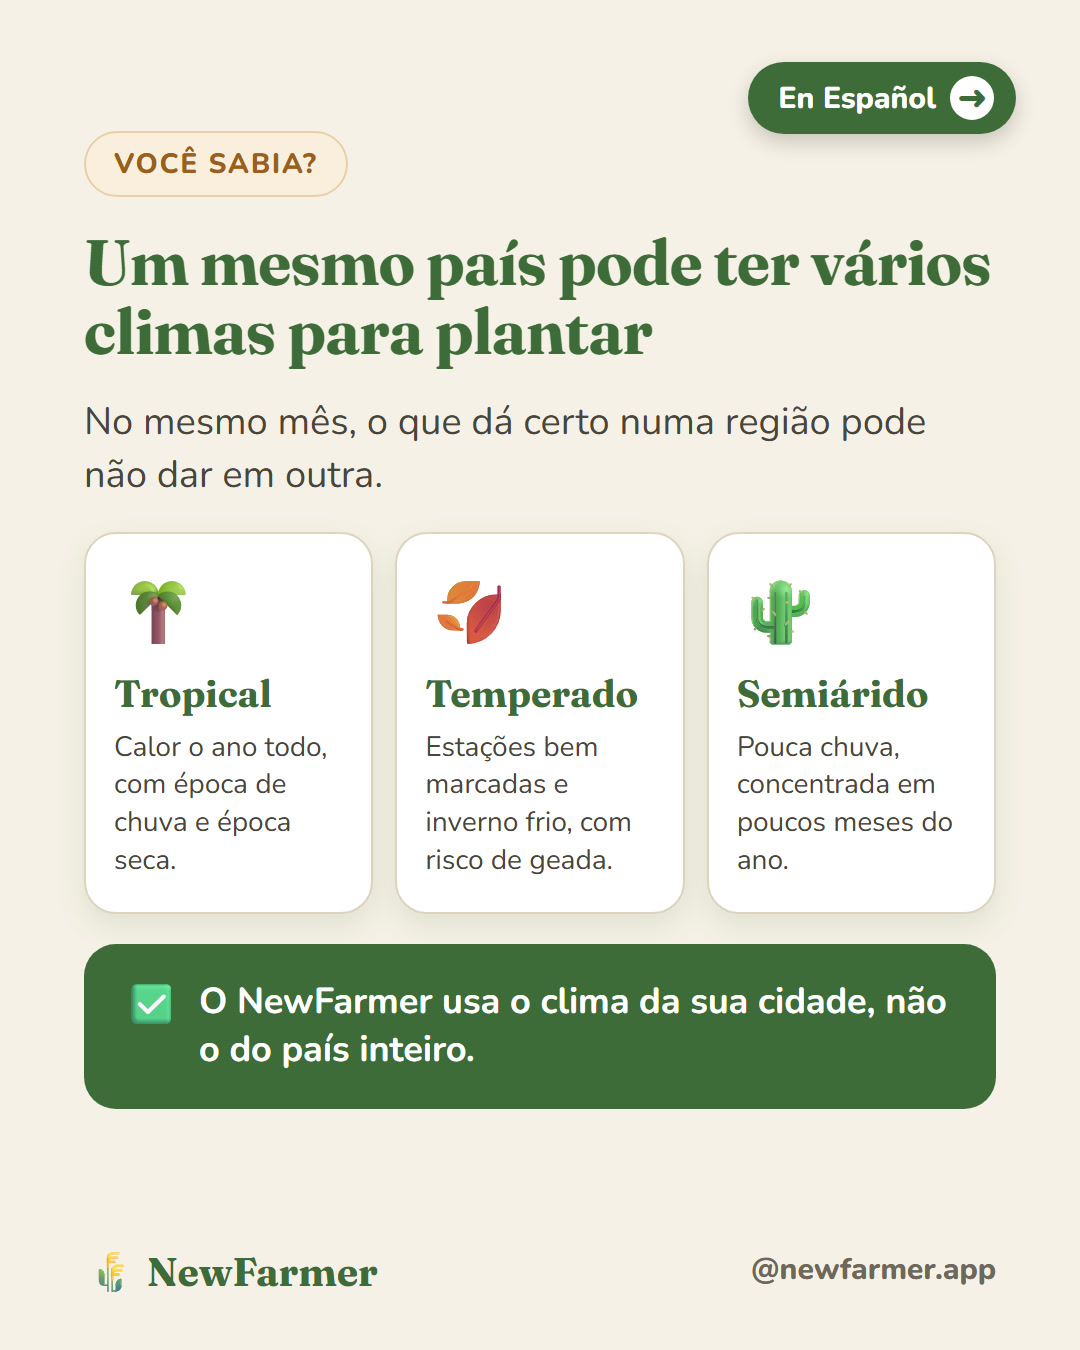 En Español
VOCÊ SABIA?
Um mesmo país pode ter vários
climas para plantar
No mesmo mês, o que dá certo numa região pode
não dar em outra.
Tropical
Calor o ano todo,
com época de
chuva e época
seca.
Temperado
Estações bem
marcadas e
inverno frio, com
risco de geada.
Semiárido
Pouca chuva,
concentrada em
poucos meses do
ano.
O NewFarmer usa o clima da sua cidade, não
o do país inteiro.
NewFarmer
@newfarmer.app